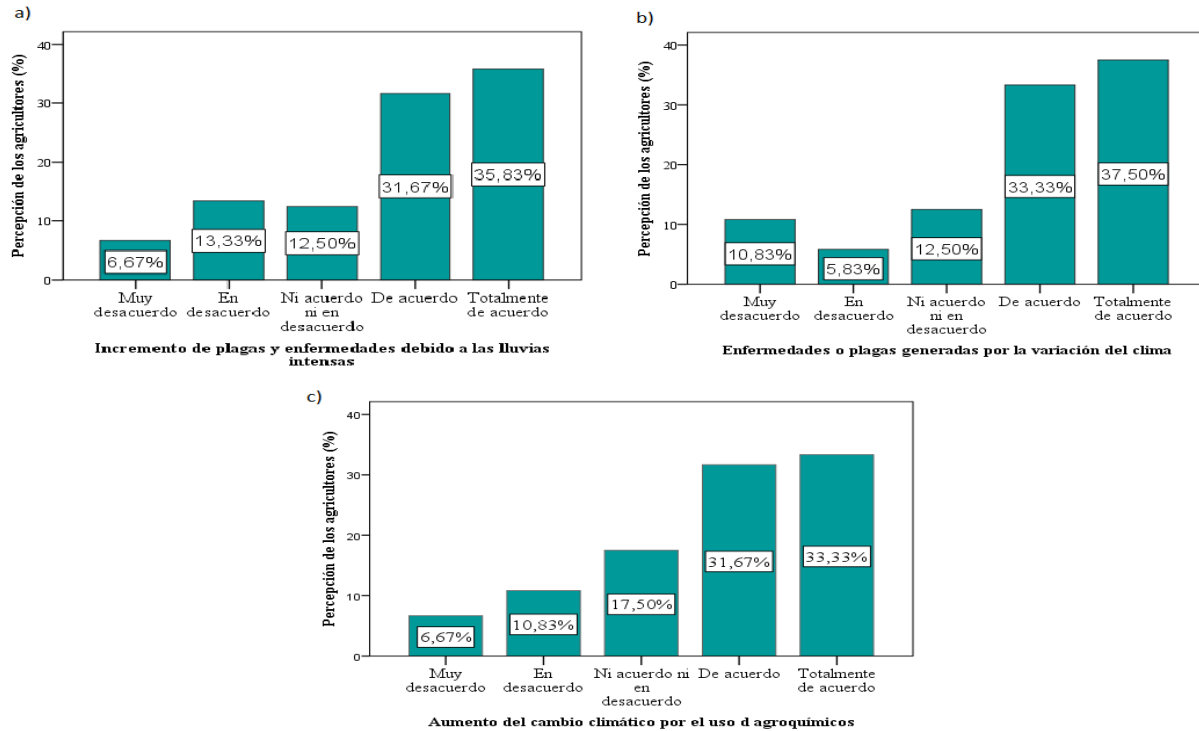 a)
Percepción de los agricultores (%)
40
30
20
10
0
6,67%
13,33%
12,50%
31,67%
35,83%
Muy
desacuerdo
En
desacuerdo
Ni acuerdo
ni en
desacuerdo
De acuerdo
Totalmente
de acuerdo
Incremento de plagas y enfermedades debido a las lluvias
intensas
b)
Percepción de los agricultores (%)
40
30
20
10
0
10,83%
5,83%
12,50%
33,33%
37,50%
Muy
desacuerdo
En
desacuerdo
Ni acuerdo
ni en
desacuerdo
De acuerdo
Totalmente
de acuerdo
Enfermedades o plagas generadas por la variación del clima
c)
Percepción de los agricultores (%)
40
30
20
10
0
6,67%
10,83%
17,50%
31,67%
33,33%
Muy
desacuerdo
En
desacuerdo
Ni acuerdo ni
en
desacuerdo
De acuerdo
Totalmente
de acuerdo
Aumento del cambio climático por el uso d agroquímicos